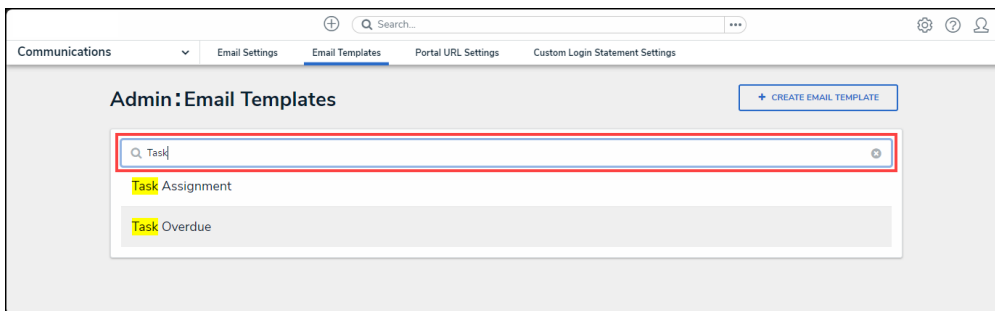 Search...
Communications Email Settings Email Templates Portal URL Settings Custom Login Statement Settings
Admin:Email Templates
+ CREATE EMAIL TEMPLATE
Task
Task Assignment
Task Overdue